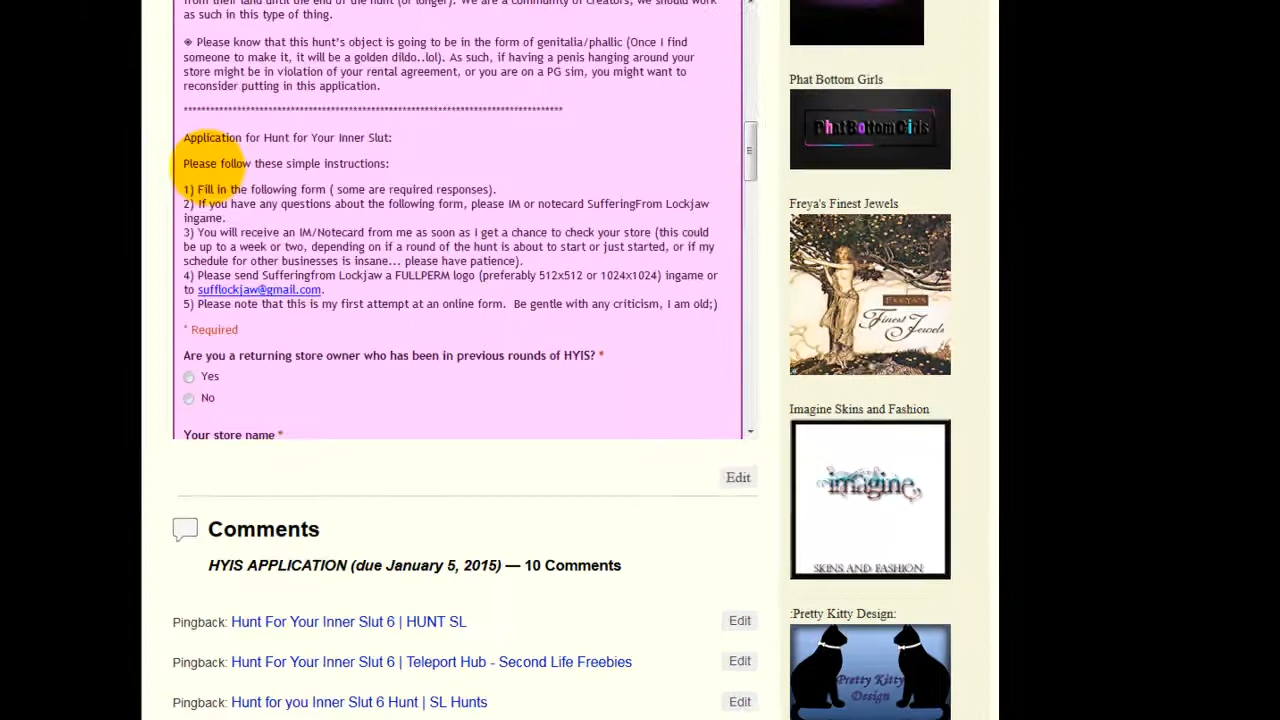 from their land until the end of the hunt (or longer). We are a community of creators, we should work
as such in this type of thing.
◈ Please know that this hunt's object is going to be in the form of genitalia/phallic (Once I find
someone to make it, it will be a golden dildo..lol). As such, if having a penis hanging around your
store might be in violation of your rental agreement, or you are on a PG sim, you might want to
reconsider putting in this application.
*************************************************************************************
Application for Hunt for Your Inner Slut:
Please follow these simple instructions:
1) Fill in the following form ( some are required responses).
2) If you have any questions about the following form, please IM or notecard SufferingFrom Lockjaw
ingame.
3) You will receive an IM/Notecard from me as soon as I get a chance to check your store (this could
be up to a week or two, depending on if a round of the hunt is about to start or just started, or if my
schedule for other businesses is insane... please have patience).
4) Please send Sufferingfrom Lockjaw a FULLPERM logo (preferably 512x512 or 1024x1024) ingame or
to sufflockjaw@gmail.com.
5) Please note that this is my first attempt at an online form.  Be gentle with any criticism, I am old;)
* Required
Are you a returning store owner who has been in previous rounds of HYIS? *
Yes
No
Your store name *
Edit
Comments
HYIS APPLICATION (due January 5, 2015) — 10 Comments
Pingback: Hunt For Your Inner Slut 6 | HUNT SL
Edit
Pingback: Hunt For Your Inner Slut 6 | Teleport Hub - Second Life Freebies
Edit
Pingback: Hunt for you Inner Slut 6 Hunt | SL Hunts
Edit
Phat Bottom Girls
PhatBottomGirls
Freya's Finest Jewels
FREYA'S
Finest Jewels
Imagine Skins and Fashion
imagine
SKINS AND FASHION
:Pretty Kitty Design:
Pretty Kitty
Design